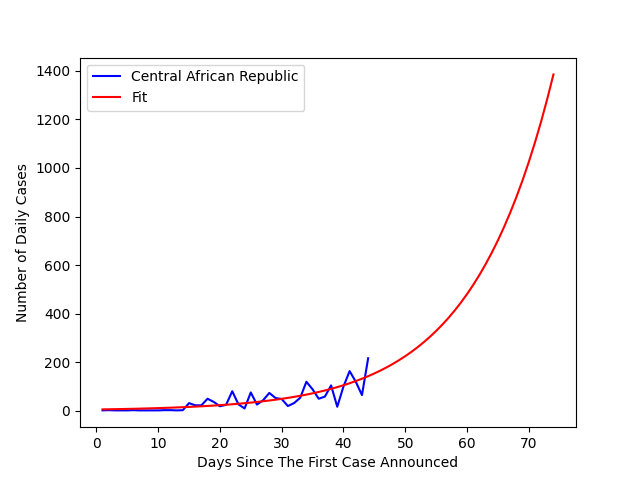 Central African Republic
Fit
1400
1200
1000
800
600
400
200
0
Number of Daily Cases
0 10 20 30 40 50 60 70
Days Since The First Case Announced